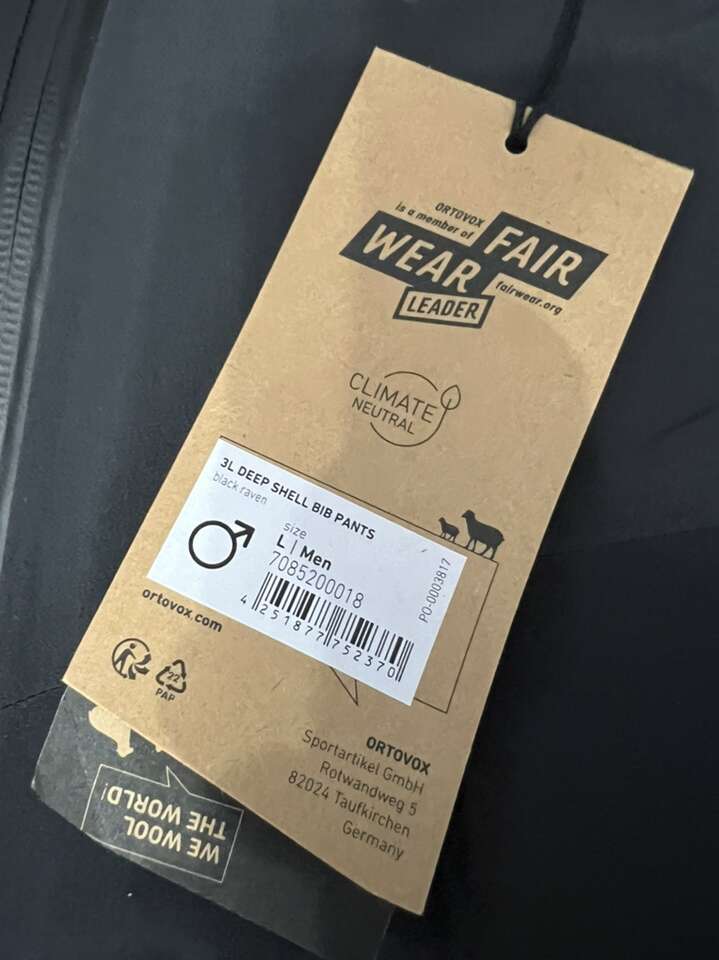 ORTOVOX
is a member of
FAIR
WEAR
LEADER
fairwear.org
CLIMATE
NEUTRAL
3L DEEP SHELL BIB PANTS
black raven
size
L | Men
7085200018
4 251877 752370
PO-0003817
ortovox.com
22
PAP
ORTOVOX
Sportartikel GmbH
Rotwandweg 5
82024 Taufkirchen
Germany
WE WOOL
THE WORLD!